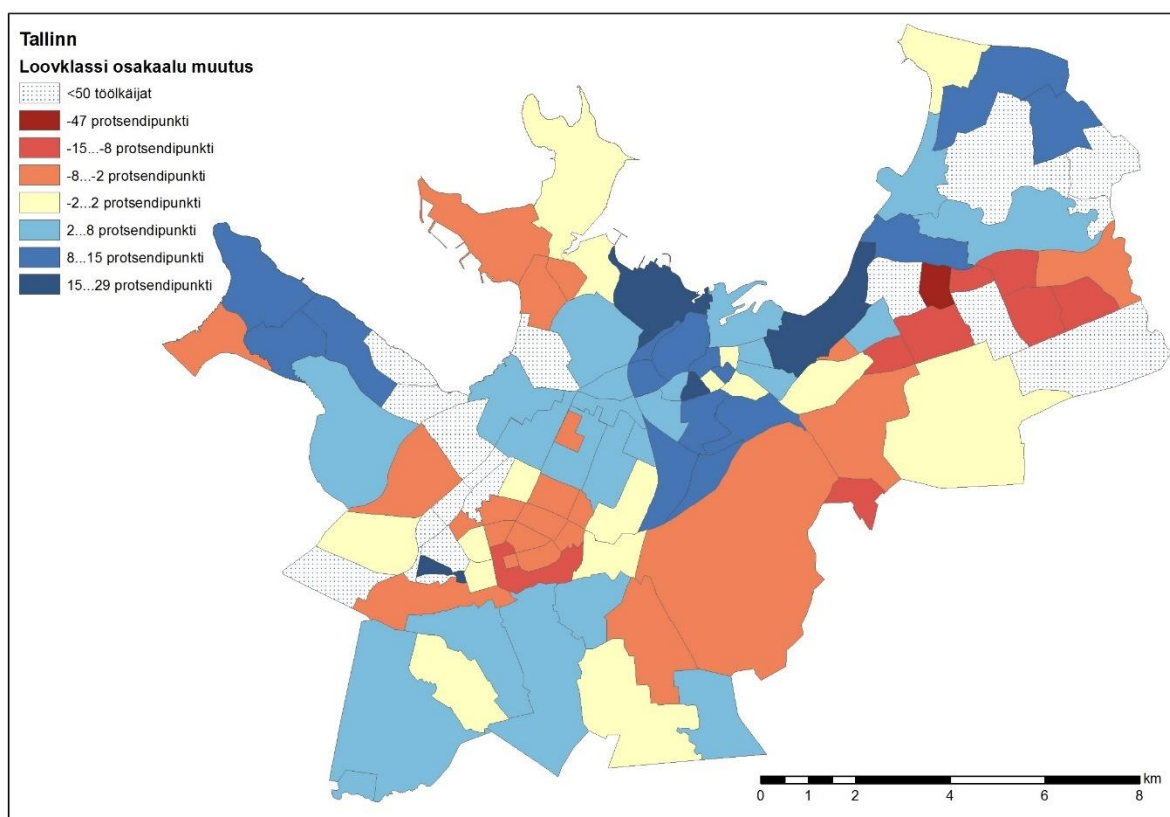 Tallinn
Loovklassi osakaalu muutus
<50 töölkäijat
-47 protsendipunkti
-15...-8 protsendipunkti
-8...-2 protsendipunkti
-2...2 protsendipunkti
2...8 protsendipunkti
8...15 protsendipunkti
15...29 protsendipunkti
km
0 1 2 4 6 8